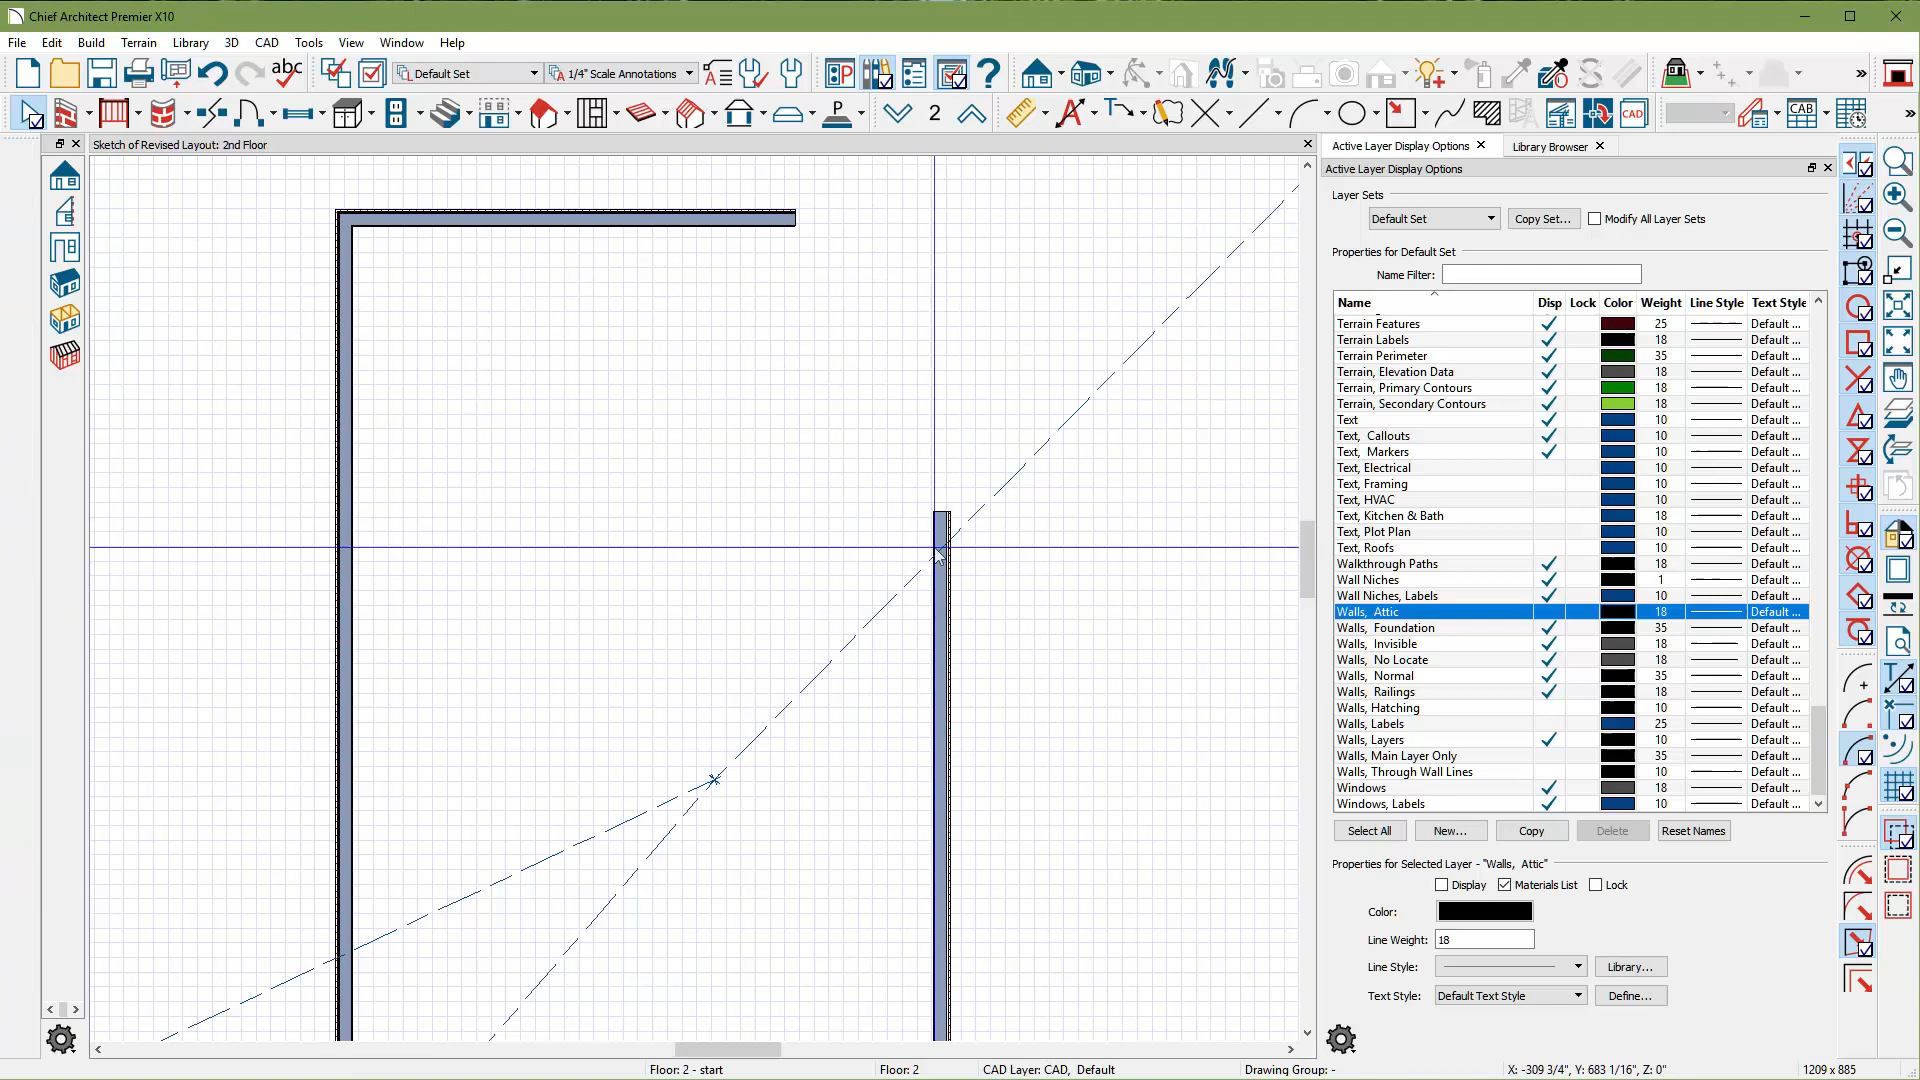 Chief Architect Premier X10
File Edit Build Terrain Library 3D CAD Tools View Window Help
abc Default Set 1/4" Scale Annotations
2 P A CAD CAB
Sketch of Revised Layout: 2nd Floor
Active Layer Display Options Library Browser
Active Layer Display Options
Layer Sets
Default Set Copy Set... Modify All Layer Sets
Properties for Default Set
Name Filter:
Name Disp Lock Color Weight Line Style Text Style
Terrain Features 25 Default ...
Terrain Labels 18 Default ...
Terrain Perimeter 35 Default ...
Terrain, Elevation Data 18 Default ...
Terrain, Primary Contours 18 Default ...
Terrain, Secondary Contours 18 Default ...
Text 10 Default ...
Text, Callouts 10 Default ...
Text, Markers 10 Default ...
Text, Electrical 10 Default ...
Text, Framing 10 Default ...
Text, HVAC 10 Default ...
Text, Kitchen & Bath 18 Default ...
Text, Plot Plan 10 Default ...
Text, Roofs 10 Default ...
Walkthrough Paths 18 Default ...
Wall Niches 1 Default ...
Wall Niches, Labels 10 Default ...
Walls, Attic 18 Default ...
Walls, Foundation 35 Default ...
Walls, Invisible 18 Default ...
Walls, No Locate 18 Default ...
Walls, Normal 35 Default ...
Walls, Railings 18 Default ...
Walls, Hatching 10 Default ...
Walls, Labels 25 Default ...
Walls, Layers 10 Default ...
Walls, Main Layer Only 35 Default ...
Walls, Through Wall Lines 10 Default ...
Windows 18 Default ...
Windows, Labels 10 Default ...
Select All New... Copy Delete Reset Names
Properties for Selected Layer - "Walls, Attic"
Display Materials List Lock
Color:
Line Weight: 18
Line Style: Library...
Text Style: Default Text Style Define...
Floor: 2 - start Floor: 2 CAD Layer: CAD, Default Drawing Group: - X: -309 3/4", Y: 683 1/16", Z: 0" 1209 x 885